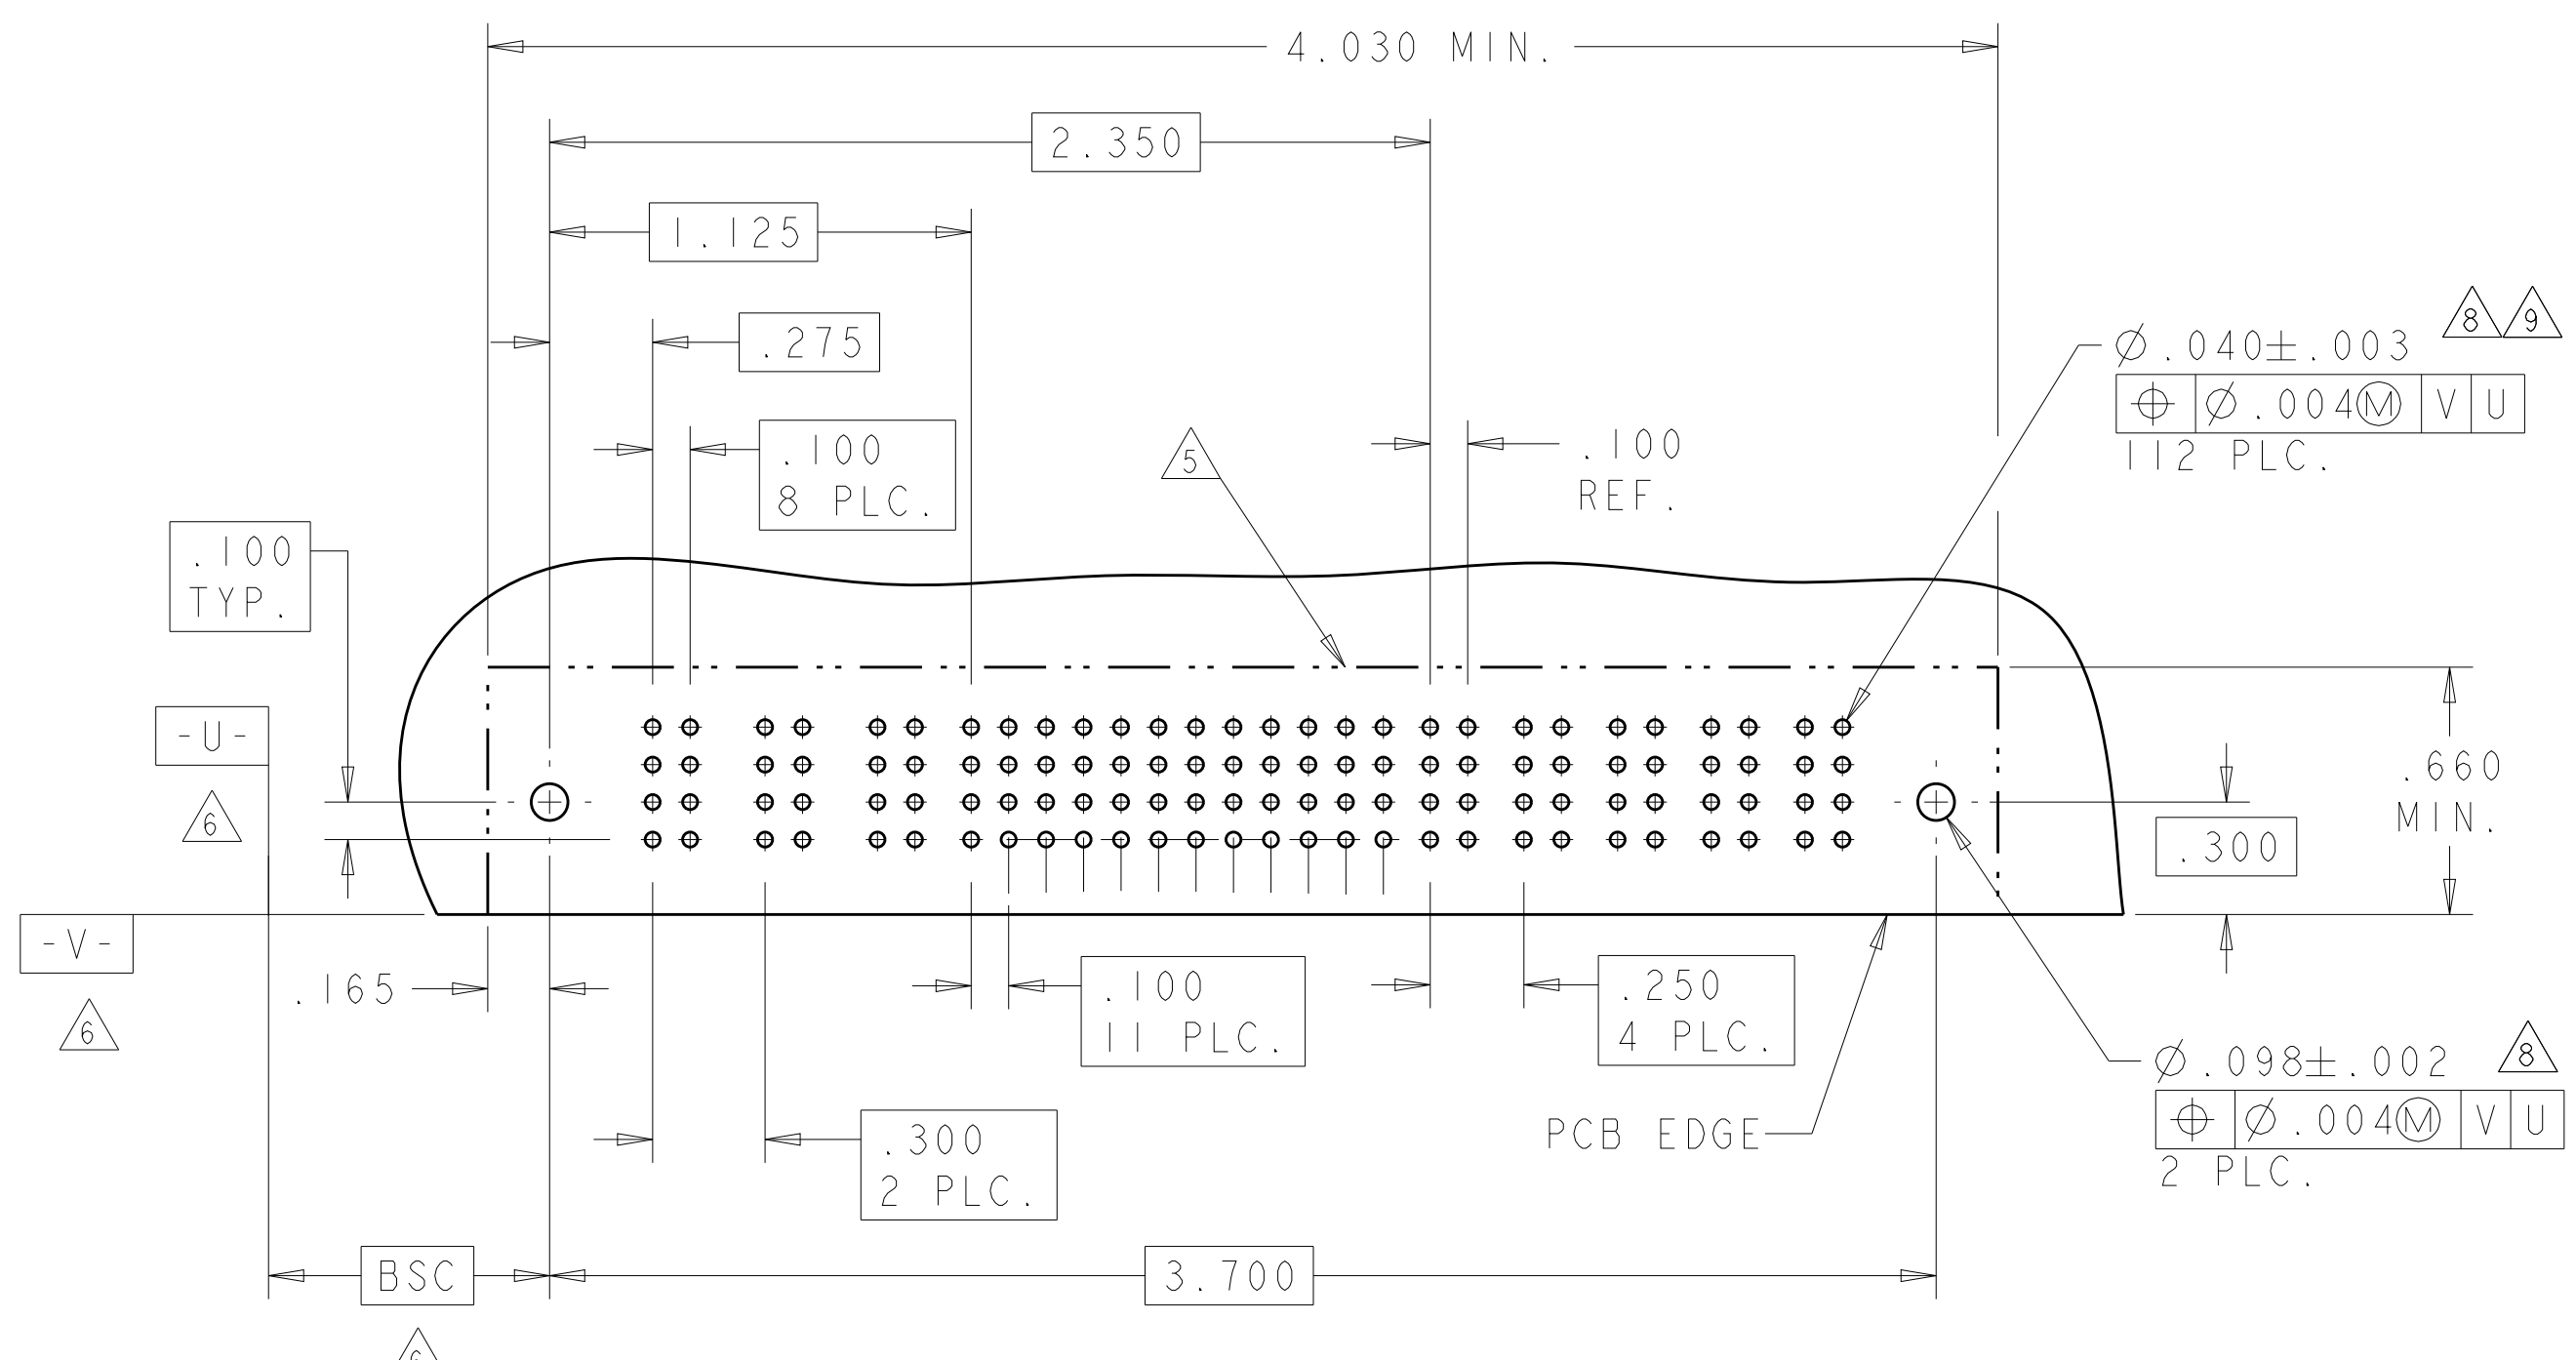 4.030 MIN.
2.350
1.125
.275
8 9
⌀.040±.003
⌖ ⌀.004Ⓜ V U
112 PLC.
.100
8 PLC.
5
.100
REF.
.100
TYP.
-U-
6
.660
MIN.
.300
-V-
6
.165
.100
11 PLC.
.250
4 PLC.
8
⌀.098±.002
⌖ ⌀.004Ⓜ V U
2 PLC.
PCB EDGE
.300
2 PLC.
BSC
3.700